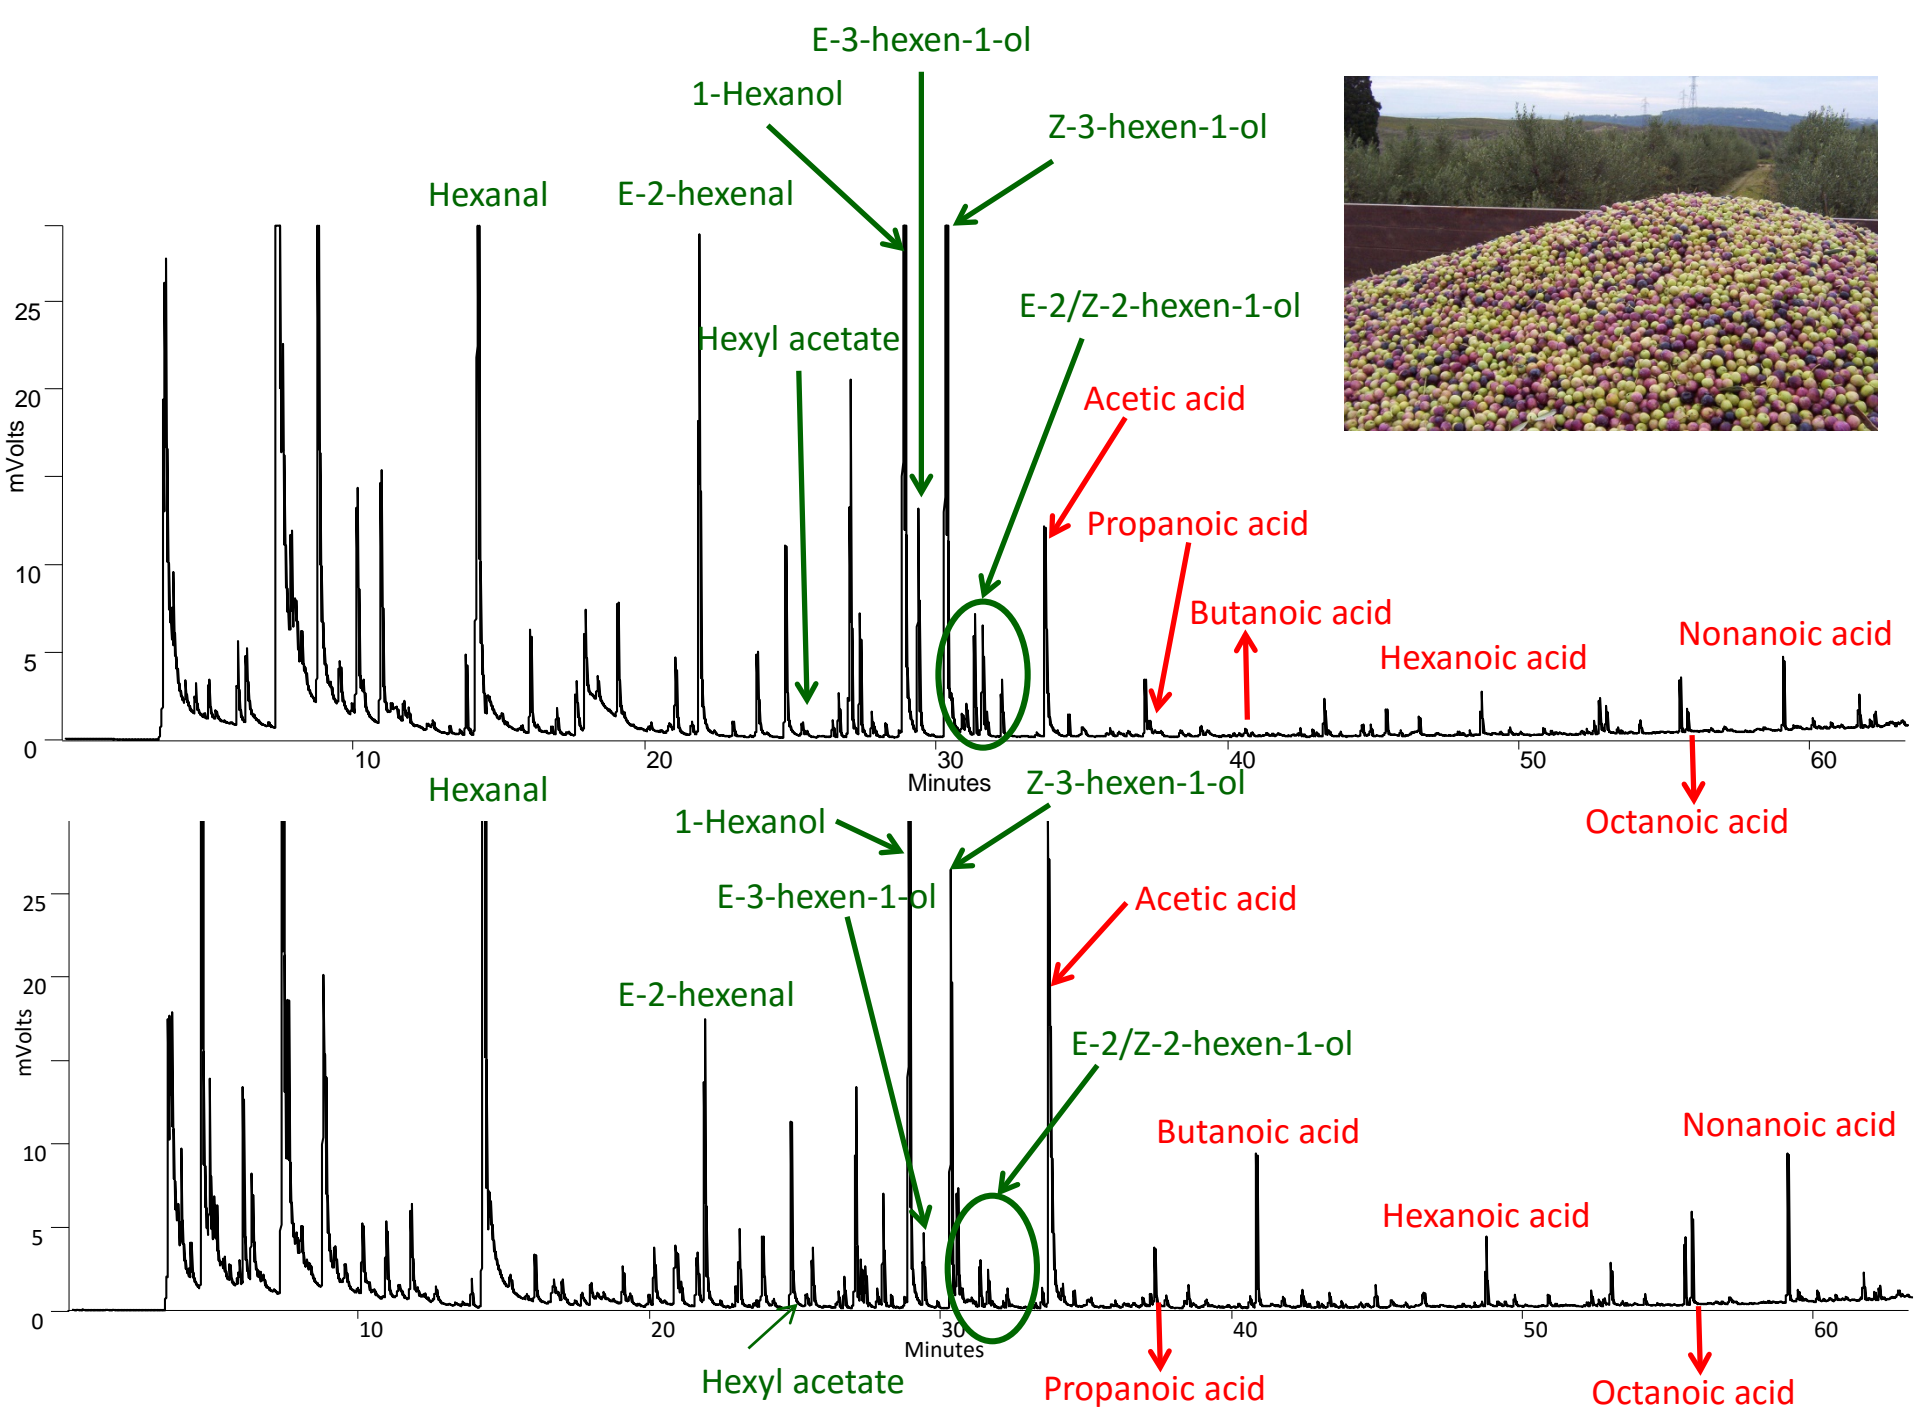 E-3-hexen-1-ol
1-Hexanol
Z-3-hexen-1-ol
Hexanal
E-2-hexenal
E-2/Z-2-hexen-1-ol
Hexyl acetate
Acetic acid
Propanoic acid
Butanoic acid
Nonanoic acid
Hexanoic acid
Octanoic acid
mVolts
25
20
10
5
0
10
20
30
40
50
60
Minutes
Hexanal
Z-3-hexen-1-ol
1-Hexanol
E-3-hexen-1-ol
Acetic acid
E-2-hexenal
E-2/Z-2-hexen-1-ol
Butanoic acid
Nonanoic acid
Hexanoic acid
mVolts
25
20
10
5
0
10
20
30
40
50
60
Minutes
Hexyl acetate
Propanoic acid
Octanoic acid